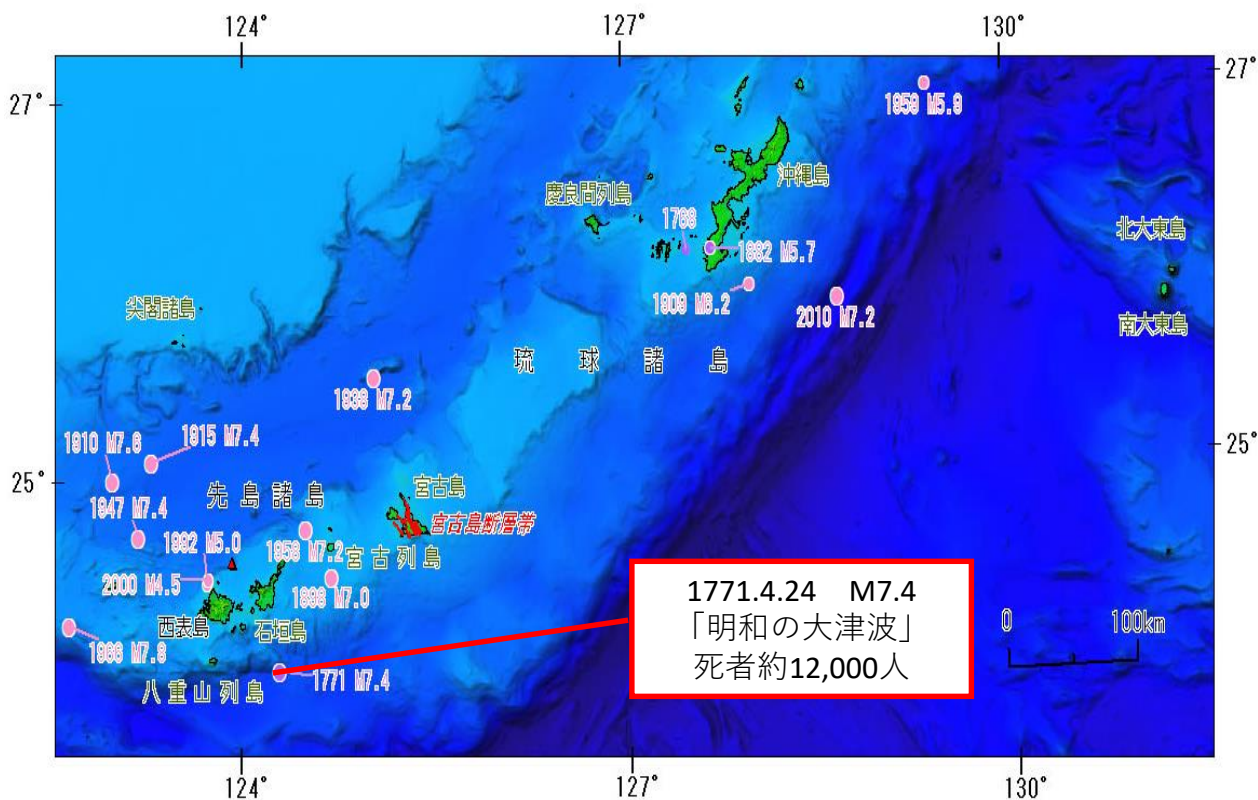 124°
127°
130°
27°
27°
1959 M5.9
沖縄島
慶良間列島
1768
1882 M5.7
北大東島
1909 M6.2
2010 M7.2
尖閣諸島
南大東島
琉球諸島
1938 M7.2
1910 M7.6
1915 M7.4
25°
25°
先島諸島
宮古島
1947 M7.4
宮古島断層帯
1992 M5.0
1958 M7.2
宮古列島
2000 M4.5
1898 M7.0
西表島
石垣島
1966 M7.8
1771 M7.4
八重山列島
1771.4.24 M7.4
「明和の大津波」
死者約12,000人
0
100km
124°
127°
130°